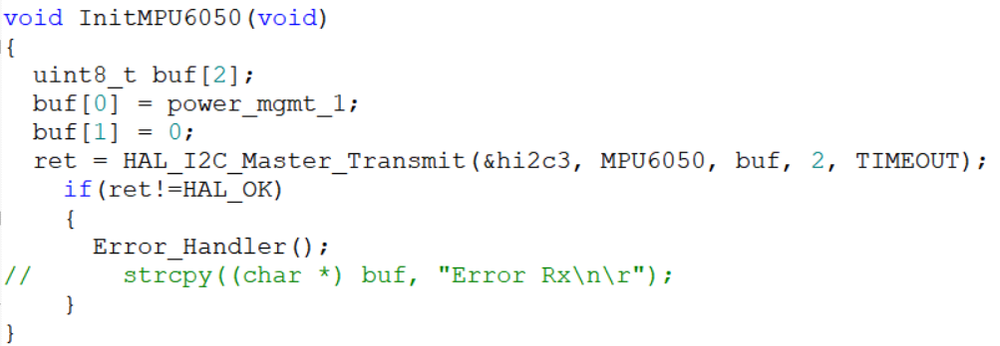 void InitMPU6050(void)
{
  uint8_t buf[2];
  buf[0] = power_mgmt_1;
  buf[1] = 0;
  ret = HAL_I2C_Master_Transmit(&hi2c3, MPU6050, buf, 2, TIMEOUT);
    if(ret!=HAL_OK)
    {
      Error_Handler();
//      strcpy((char *) buf, "Error Rx\n\r");
    }
}